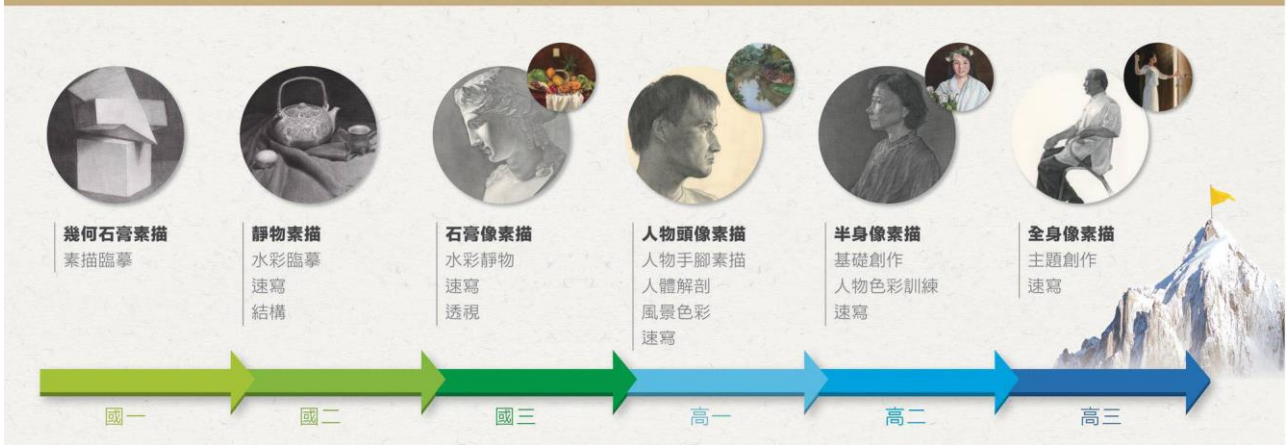 幾何石膏素描
素描臨摹
靜物素描
水彩臨摹
速寫
結構
石膏像素描
水彩靜物
速寫
透視
人物頭像素描
人物手腳素描
人體解剖
風景色彩
速寫
半身像素描
基礎創作
人物色彩訓練
速寫
全身像素描
主題創作
速寫
國一
國二
國三
高一
高二
高三